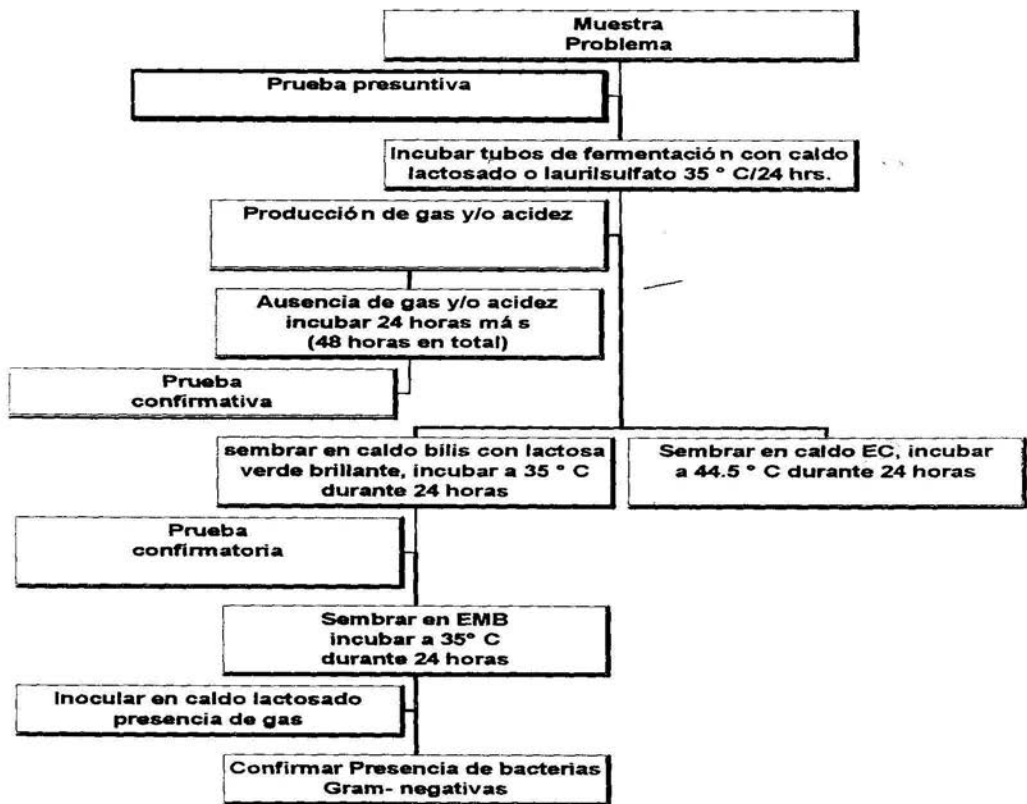 Muestra
Problema
Prueba presuntiva
Incubar tubos de fermentación con caldo
lactosado o laurilsulfato 35 ° C/24 hrs.
Producción de gas y/o acidez
Ausencia de gas y/o acidez
incubar 24 horas más
(48 horas en total)
Prueba
confirmativa
sembrar en caldo bilis con lactosa
verde brillante, incubar a 35 ° C
durante 24 horas
Sembrar en caldo EC, incubar
a 44.5 ° C durante 24 horas
Prueba
confirmatoria
Sembrar en EMB
incubar a 35° C
durante 24 horas
Inocular en caldo lactosado
presencia de gas
Confirmar Presencia de bacterias
Gram- negativas